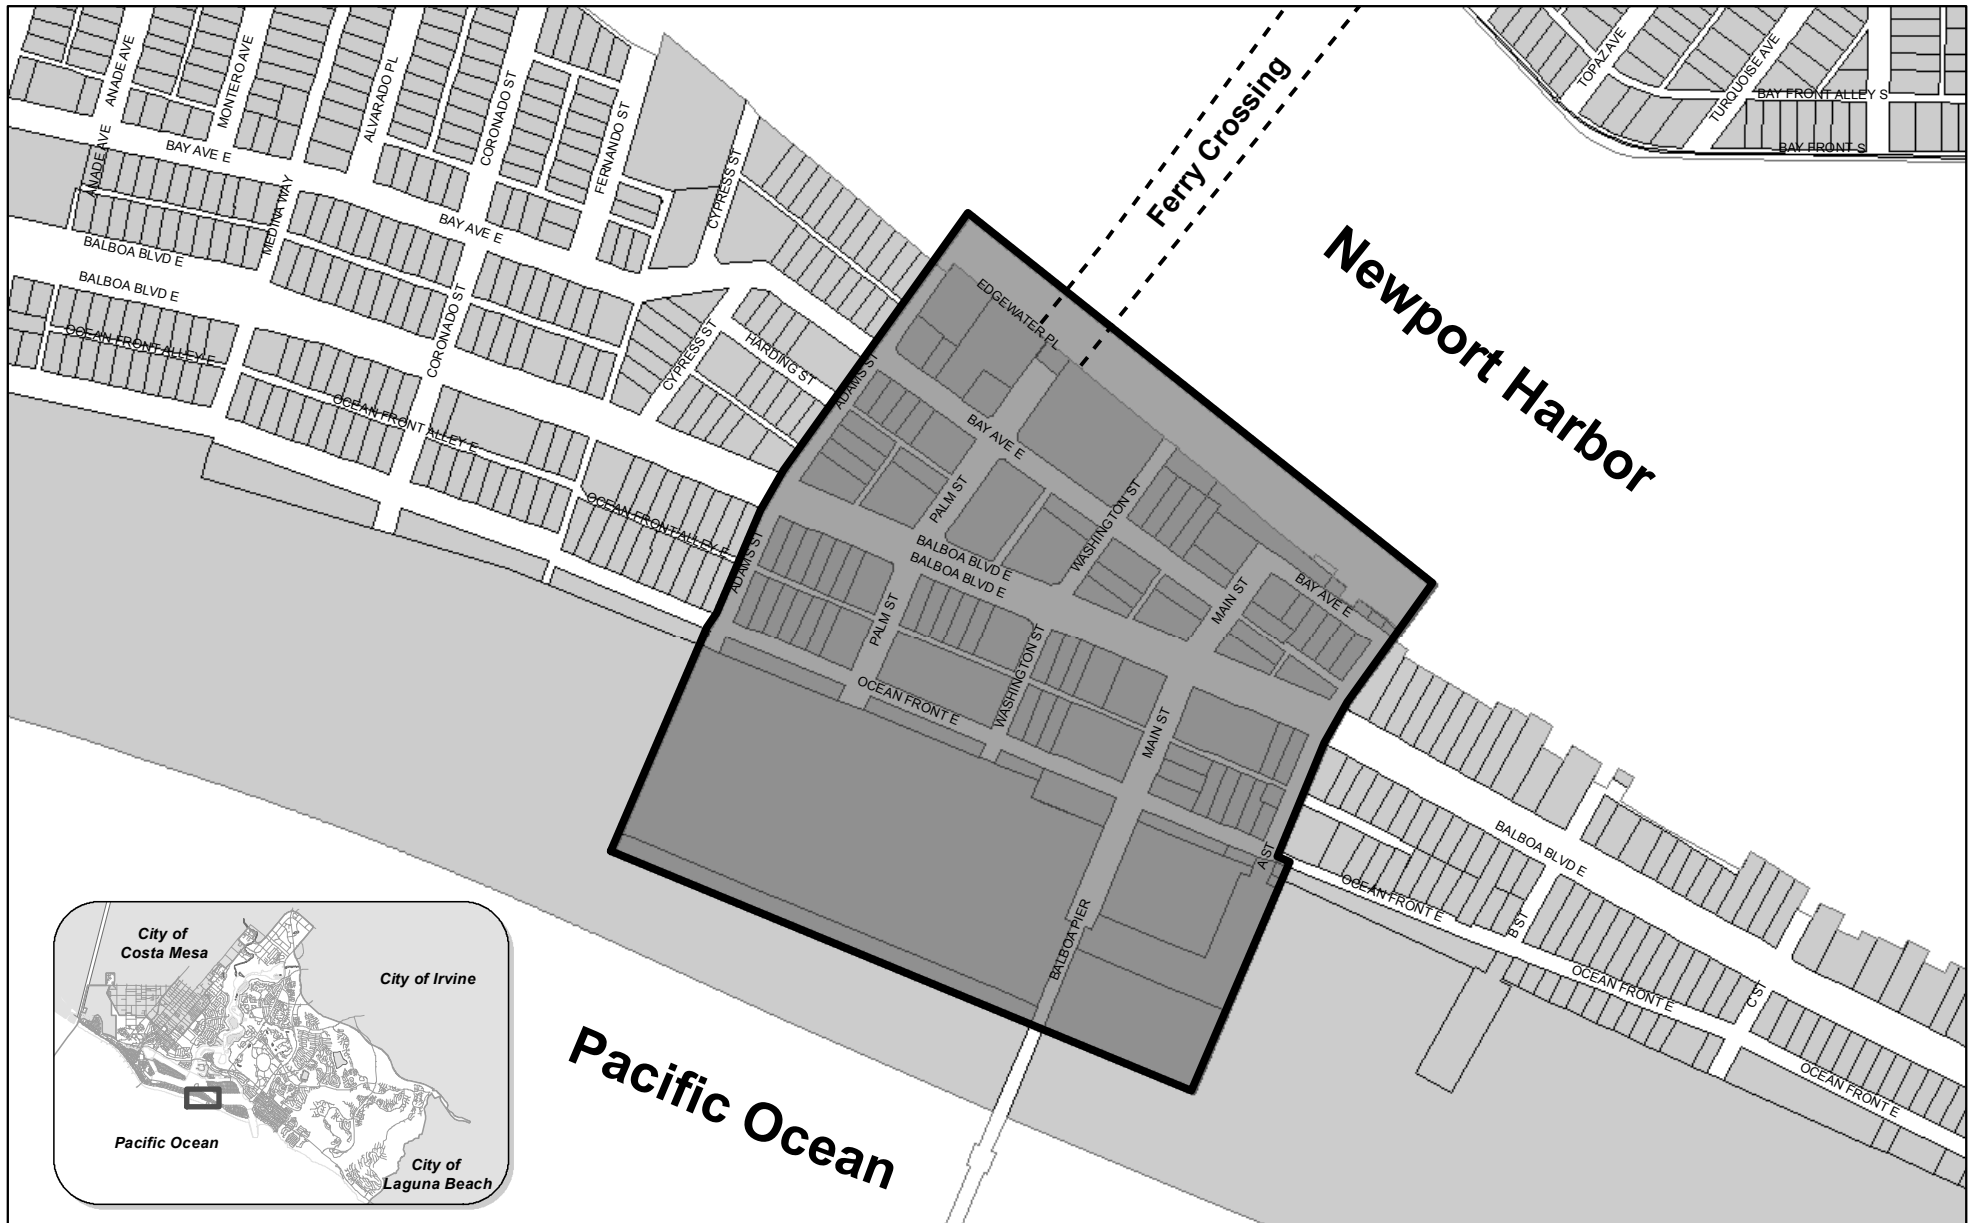 ANADE AVE
MONTERO AVE
ALVARADO PL
CORONADO ST
FERNANDO ST
CYPRESS ST
BAY AVE E
ANADE AVE
MEDINA WAY
BAY AVE E
BALBOA BLVD E
BALBOA BLVD E
CORONADO ST
OCEAN FRONT ALLEY E
OCEAN FRONT ALLEY E
OCEAN FRONT ALLEY E
CYPRESS ST
HARDING ST
ADAMS ST
ADAMS ST
Ferry Crossing
TOPAZ AVE
TURQUOISE AVE
BAY FRONT ALLEY S
BAY FRONT S
Newport Harbor
EDGEWATER PL
BAY AVE E
PALM ST
WASHINGTON ST
BALBOA BLVD E
BALBOA BLVD E
MAIN ST
BAY AVE E
PALM ST
WASHINGTON ST
OCEAN FRONT E
MAIN ST
A ST
BALBOA PIER
BALBOA BLVD E
OCEAN FRONT E
B ST
OCEAN FRONT E
C ST
OCEAN FRONT E
Pacific Ocean
City of
Costa Mesa
City of Irvine
Pacific Ocean
City of
Laguna Beach